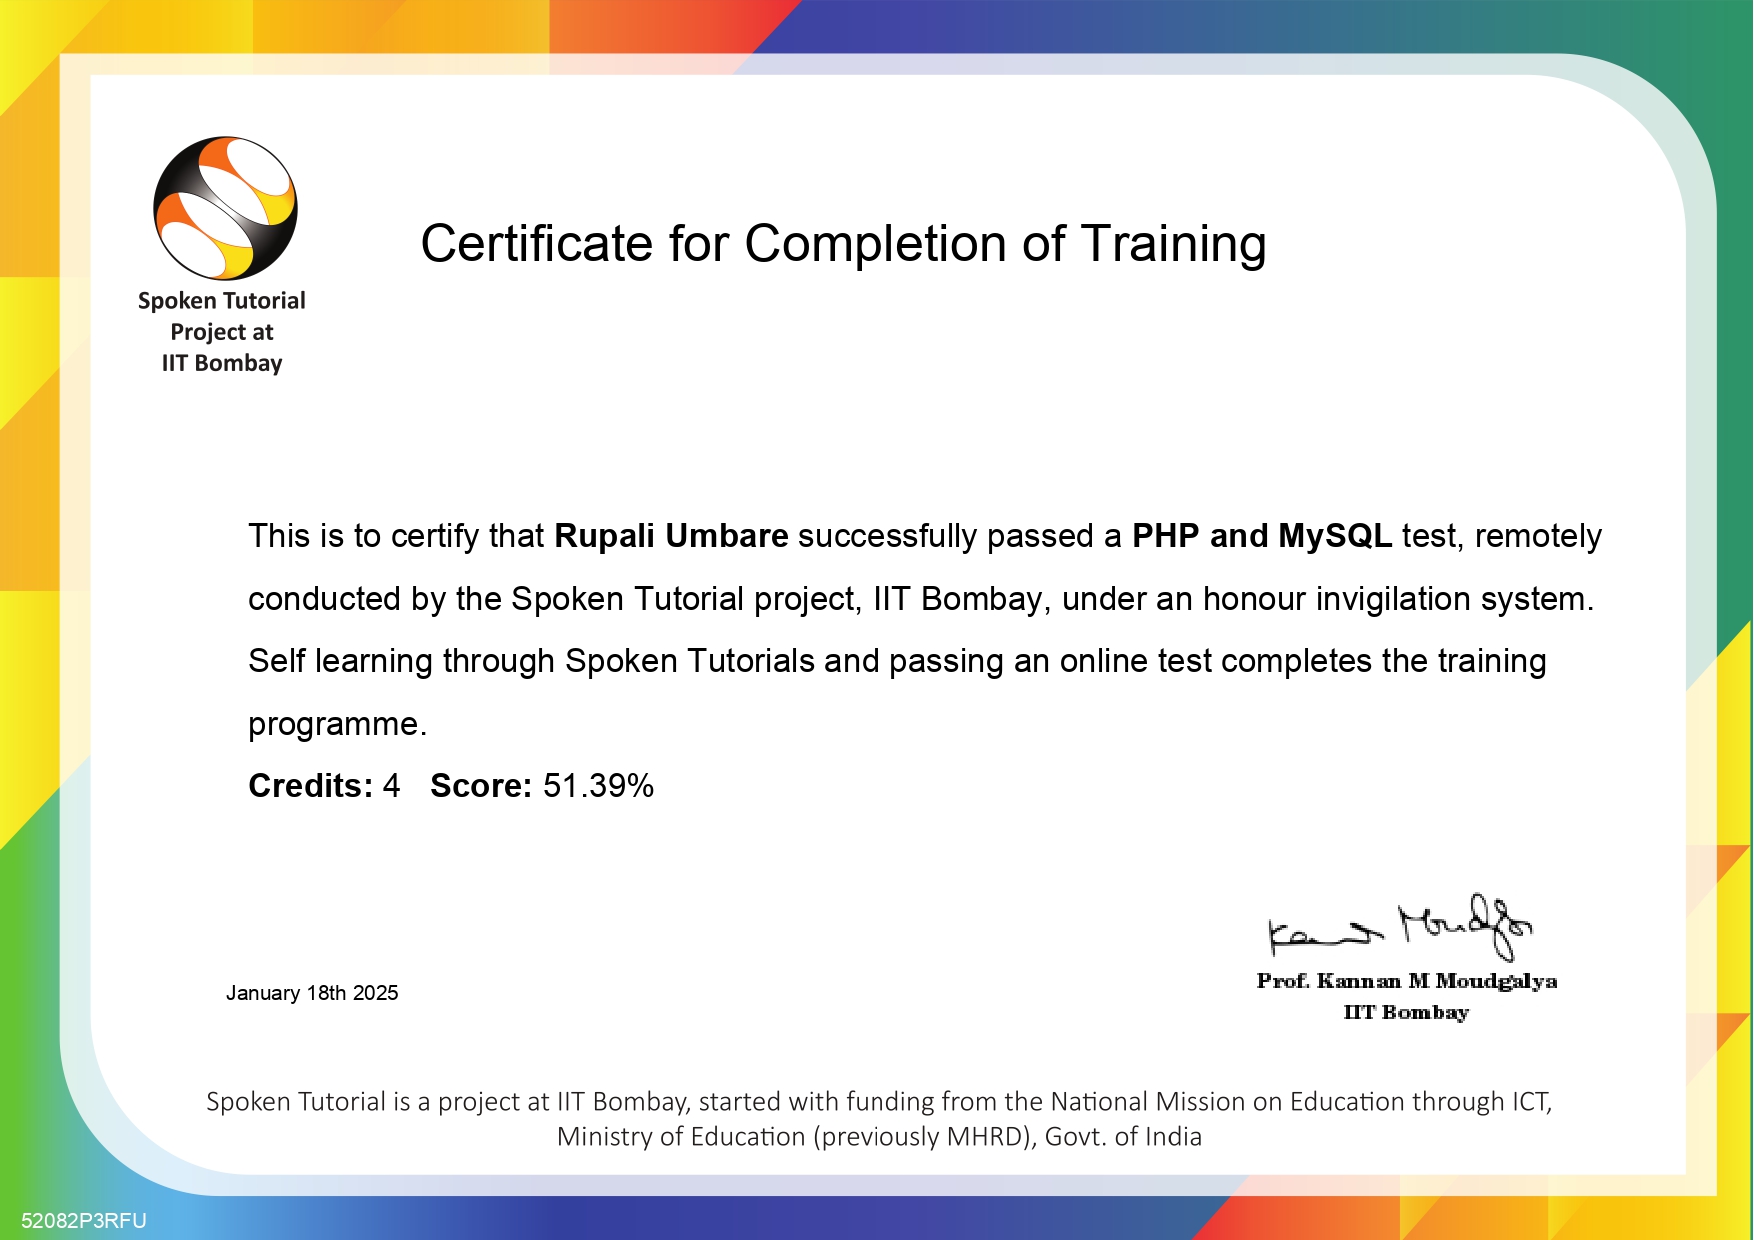 Spoken Tutorial
Project at
IIT Bombay
Certificate for Completion of Training
This is to certify that Rupali Umbare successfully passed a PHP and MySQL test, remotely
conducted by the Spoken Tutorial project, IIT Bombay, under an honour invigilation system.
Self learning through Spoken Tutorials and passing an online test completes the training
programme.
Credits: 4 Score: 51.39%
January 18th 2025
Kannan Moudgalya
Prof. Kannan M Moudgalya
IIT Bombay
Spoken Tutorial is a project at IIT Bombay, started with funding from the National Mission on Education through ICT,
Ministry of Education (previously MHRD), Govt. of India
52082P3RFU